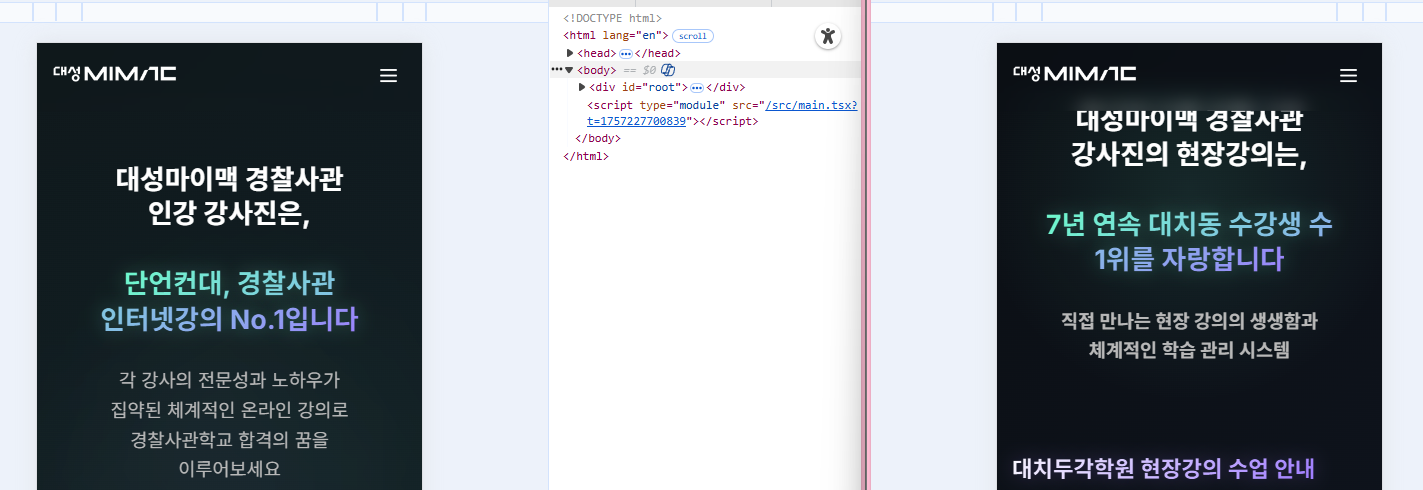 대성 MIMAC
대성마이맥 경찰사관
인강 강사진은,
단언컨대, 경찰사관
인터넷강의 No.1입니다
각 강사의 전문성과 노하우가
집약된 체계적인 온라인 강의로
경찰사관학교 합격의 꿈을
이루어보세요
<!DOCTYPE html>
<html lang="en"> scroll
<head> ••• </head>
••• <body> == $0
<div id="root"> ••• </div>
<script type="module" src="/src/main.tsx?
t=1757227700839"></script>
</body>
</html>
대성 MIMAC
대성마이맥 경찰사관
강사진의 현장강의는,
7년 연속 대치동 수강생 수
1위를 자랑합니다
직접 만나는 현장 강의의 생생함과
체계적인 학습 관리 시스템
대치두각학원 현장강의 수업 안내